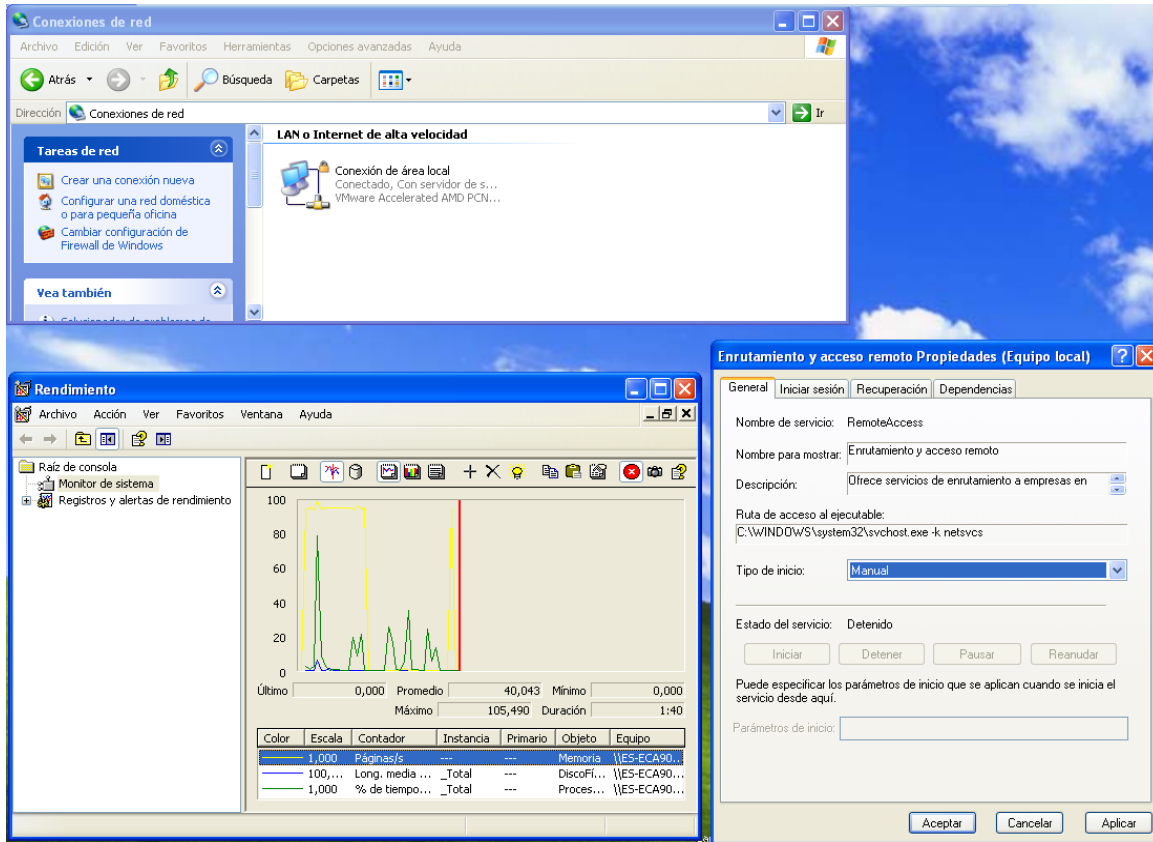 Conexiones de red
Archivo Edición Ver Favoritos Herramientas Opciones avanzadas Ayuda
Atrás Búsqueda Carpetas
Dirección Conexiones de red Ir
Tareas de red
Crear una conexión nueva
Configurar una red doméstica
o para pequeña oficina
Cambiar configuración de
Firewall de Windows
Vea también
LAN o Internet de alta velocidad
Conexión de área local
Conectado, Con servidor de s...
VMware Accelerated AMD PCN...
Rendimiento
Archivo Acción Ver Favoritos Ventana Ayuda
Raíz de consola
Monitor de sistema
Registros y alertas de rendimiento
100
80
60
40
20
0
Último 0,000 Promedio 40,043 Mínimo 0,000
Máximo 105,490 Duración 1:40
Color Escala Contador Instancia Primario Objeto Equipo
1,000 Páginas/s --- --- Memoria \\ES-ECA90...
100,... Long. media ... _Total --- DiscoFí... \\ES-ECA90...
1,000 % de tiempo... _Total --- Proces... \\ES-ECA90...
Enrutamiento y acceso remoto Propiedades (Equipo local)
General Iniciar sesión Recuperación Dependencias
Nombre de servicio: RemoteAccess
Nombre para mostrar: Enrutamiento y acceso remoto
Descripción: Ofrece servicios de enrutamiento a empresas en
Ruta de acceso al ejecutable:
C:\WINDOWS\system32\svchost.exe -k netsvcs
Tipo de inicio: Manual
Estado del servicio: Detenido
Iniciar Detener Pausar Reanudar
Puede especificar los parámetros de inicio que se aplican cuando se inicia el
servicio desde aquí.
Parámetros de inicio:
Aceptar Cancelar Aplicar